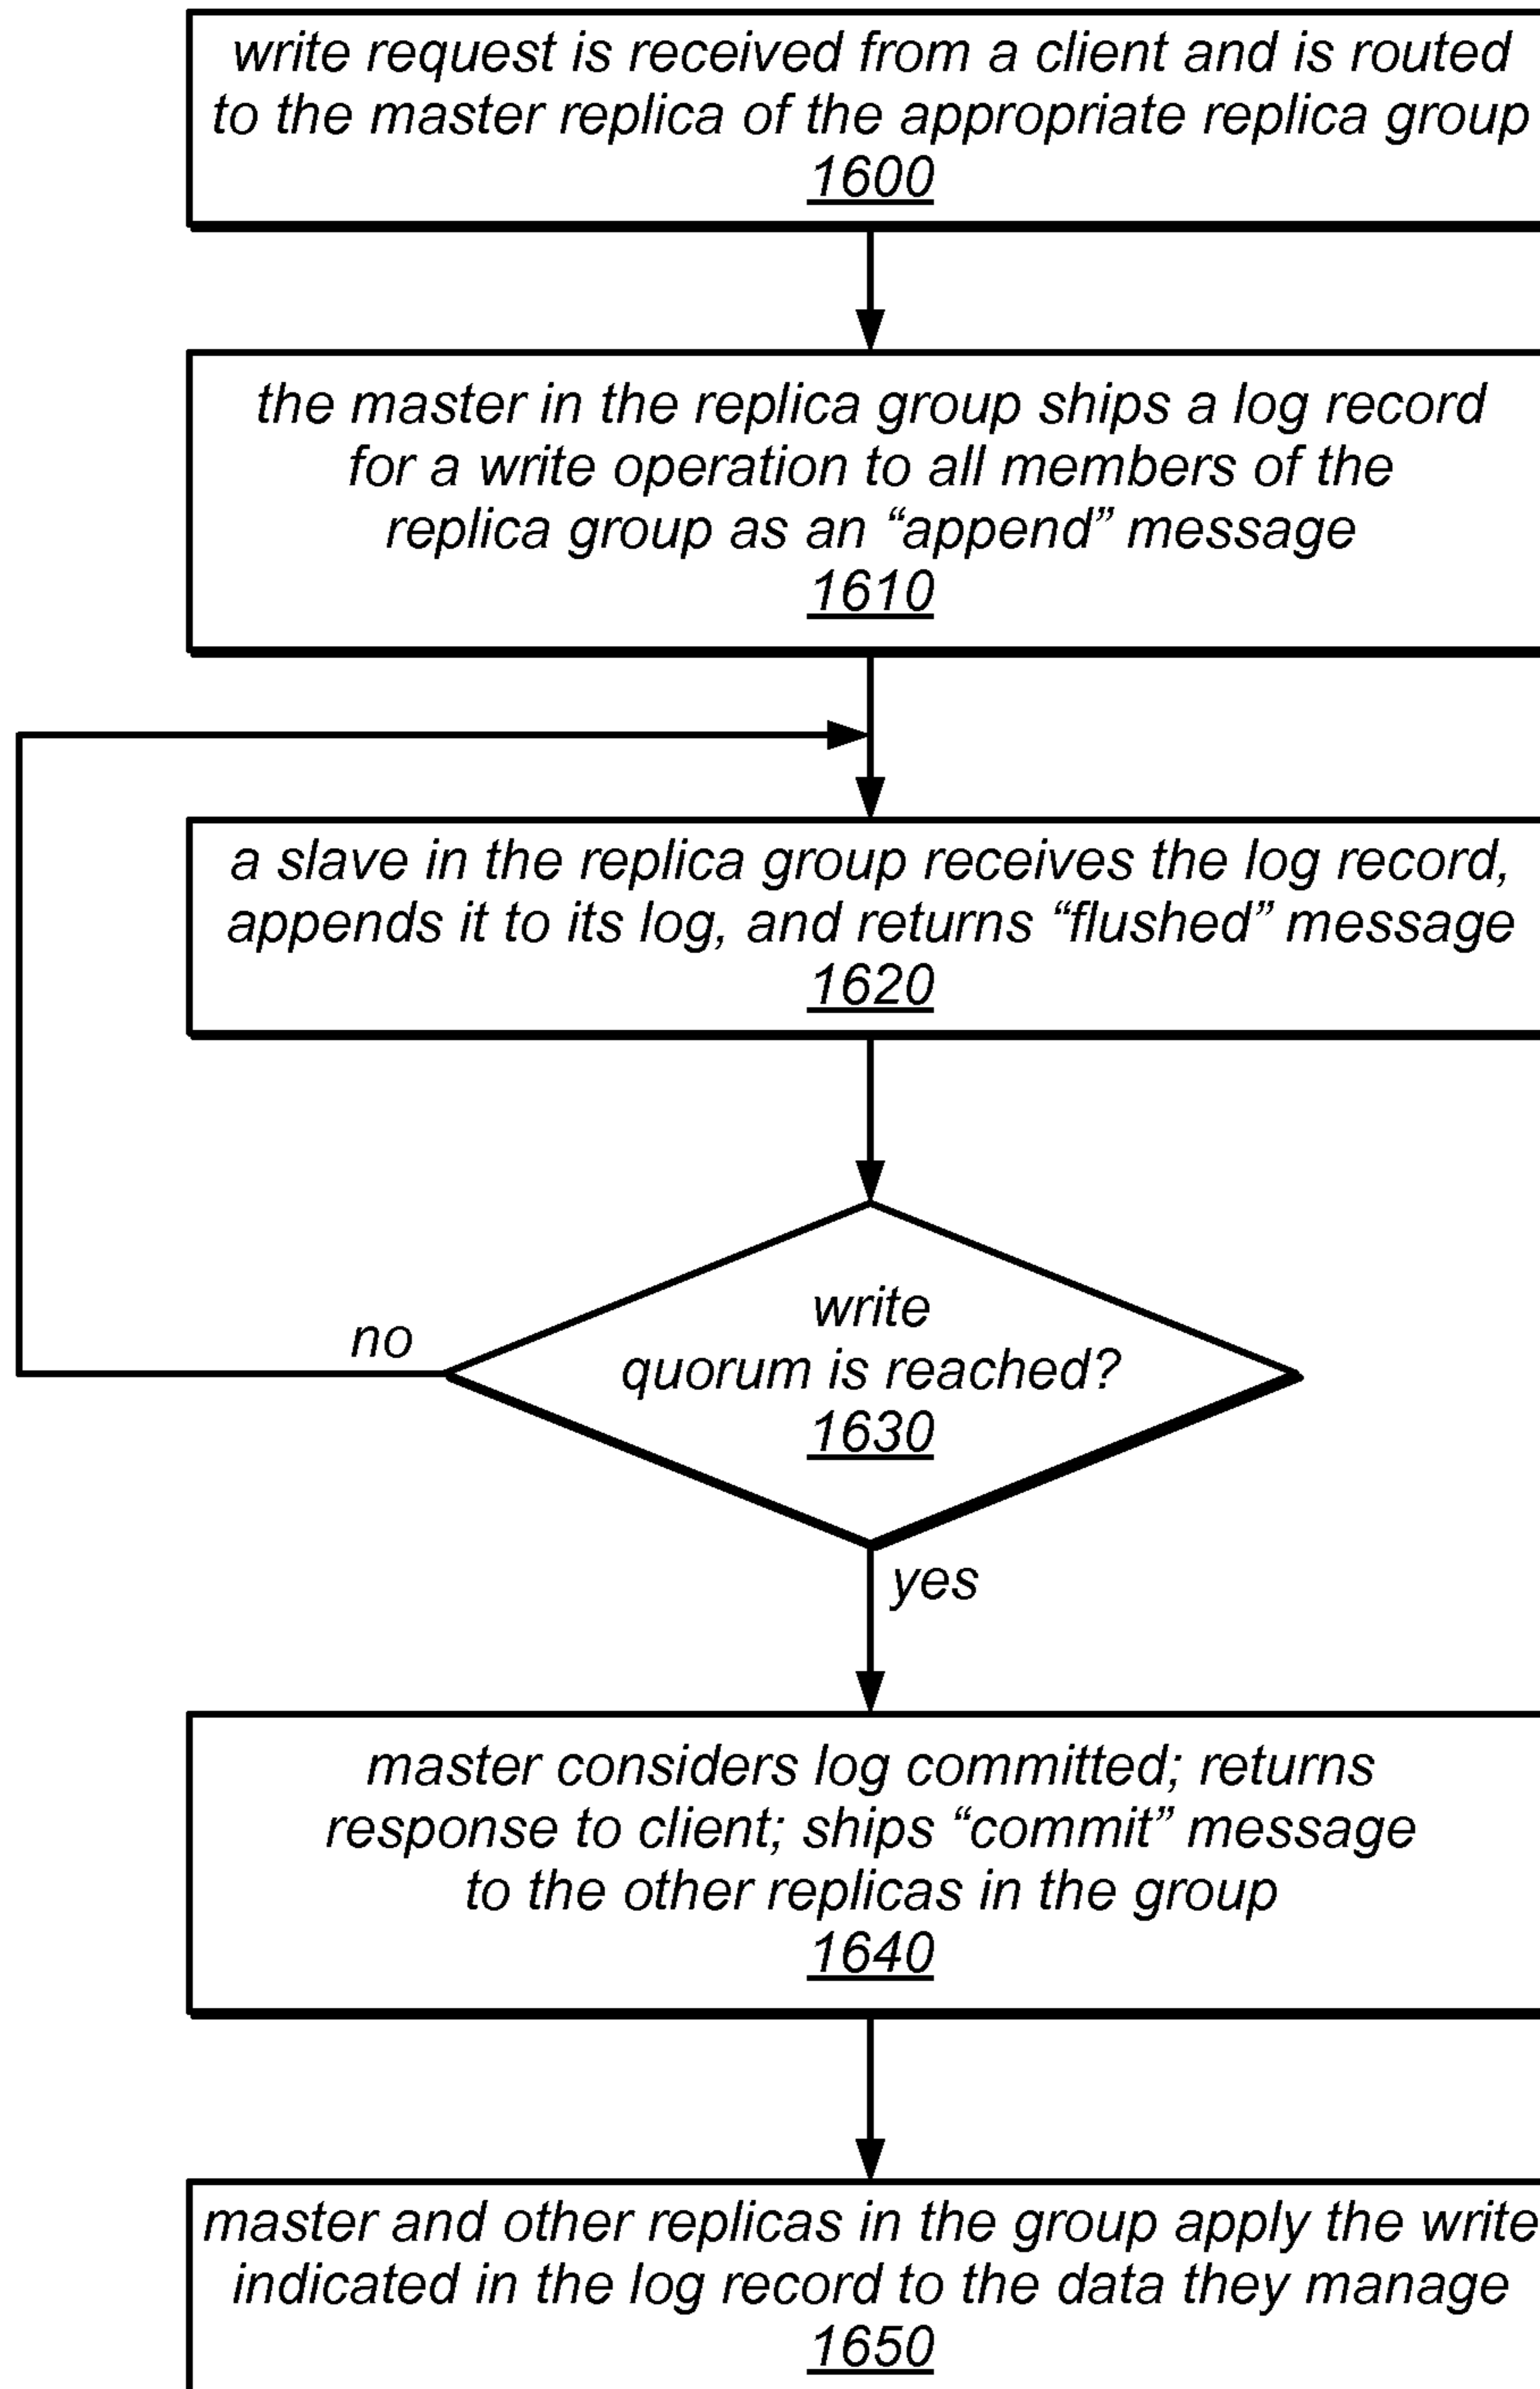 write request is received from a client and is routed
to the master replica of the appropriate replica group
1600
the master in the replica group ships a log record
for a write operation to all members of the
replica group as an “append” message
1610
a slave in the replica group receives the log record,
appends it to its log, and returns “flushed” message
1620
write
quorum is reached?
1630
no
yes
master considers log committed; returns
response to client; ships “commit” message
to the other replicas in the group
1640
master and other replicas in the group apply the write
indicated in the log record to the data they manage
1650